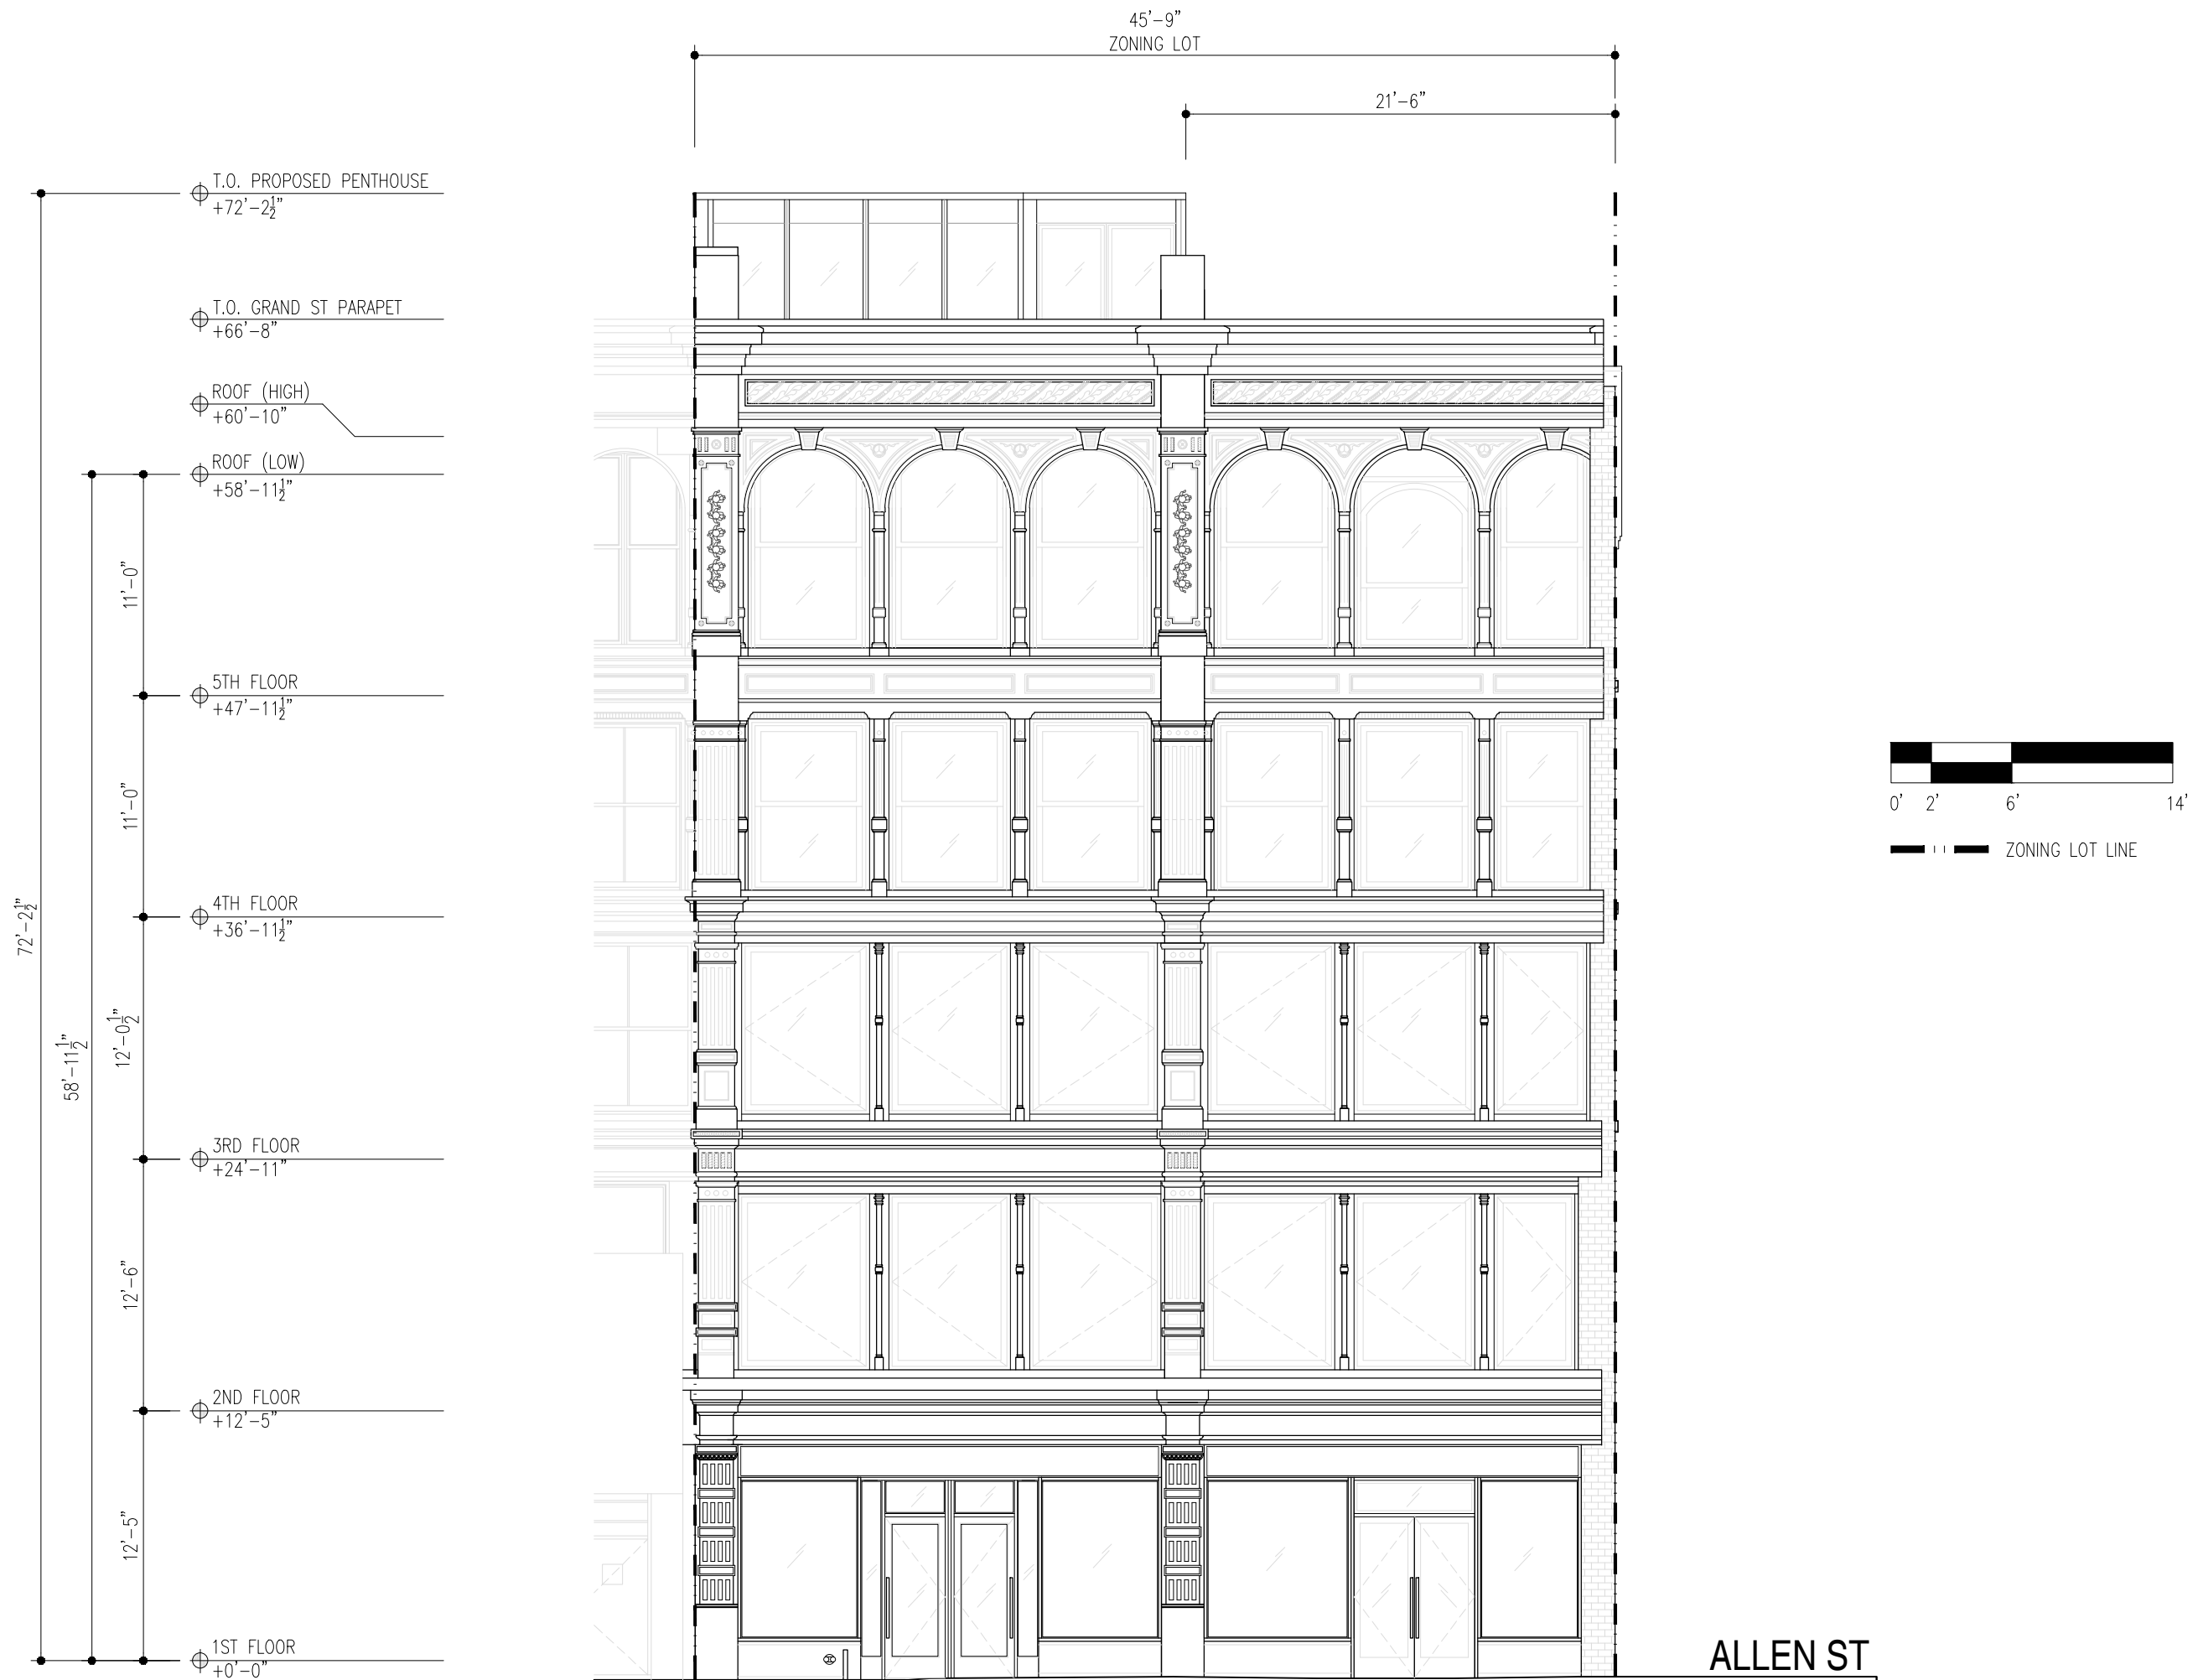 45'-9"
ZONING LOT
21'-6"
T.O. PROPOSED PENTHOUSE
+72'-2½"
T.O. GRAND ST PARAPET
+66'-8"
ROOF (HIGH)
+60'-10"
ROOF (LOW)
+58'-11½"
11'-0"
5TH FLOOR
+47'-11½"
11'-0"
0' 2' 6' 14'
ZONING LOT LINE
4TH FLOOR
+36'-11½"
72'-2½"
58'-11½"
12'-0½"
3RD FLOOR
+24'-11"
12'-6"
2ND FLOOR
+12'-5"
12'-5"
1ST FLOOR
+0'-0"
ALLEN ST